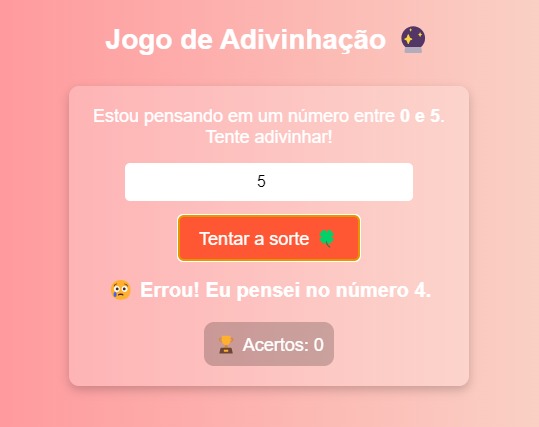 Jogo de Adivinhação 🔮
Estou pensando em um número entre 0 e 5.
Tente adivinhar!
5
Tentar a sorte 🍀
😢 Errou! Eu pensei no número 4.
🏆 Acertos: 0